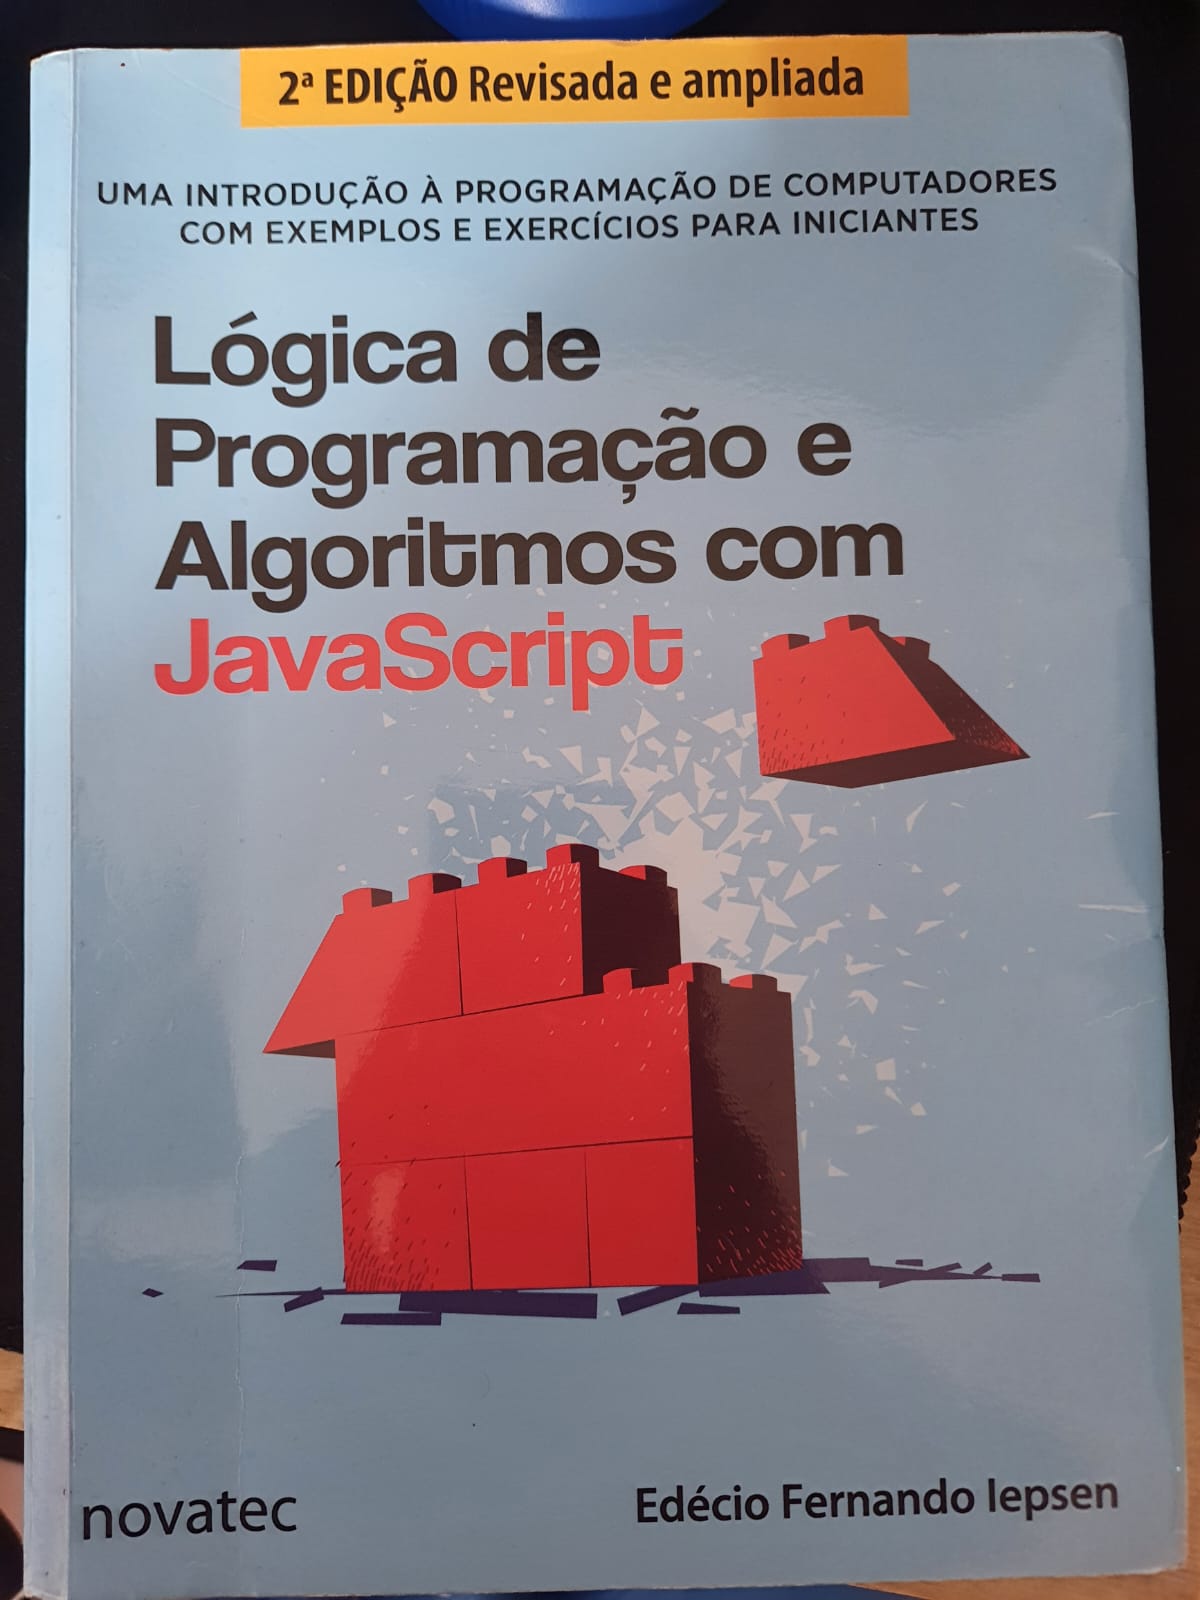 2ª EDIÇÃO Revisada e ampliada
UMA INTRODUÇÃO À PROGRAMAÇÃO DE COMPUTADORES
COM EXEMPLOS E EXERCÍCIOS PARA INICIANTES
Lógica de
Programação e
Algoritmos com
JavaScript
novatec
Edécio Fernando Iepsen